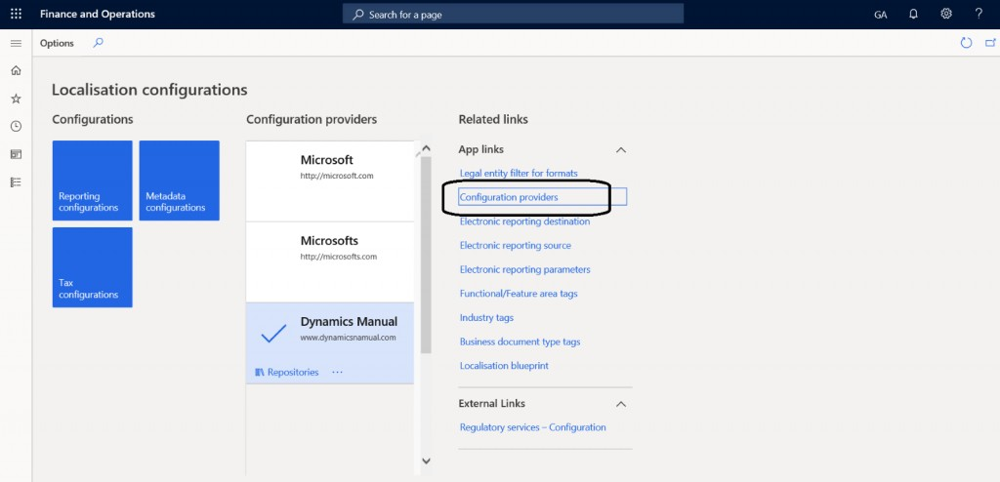 Finance and Operations
Search for a page
GA
?
Options
Localisation configurations
Configurations
Reporting
configurations
Metadata
configurations
Tax
configurations
Configuration providers
Microsoft
http://microsoft.com
Microsofts
http://microsofts.com
Dynamics Manual
www.dynamicsnamual.com
Repositories ...
Related links
App links
Legal entity filter for formats
Configuration providers
Electronic reporting destination
Electronic reporting source
Electronic reporting parameters
Functional/Feature area tags
Industry tags
Business document type tags
Localisation blueprint
External Links
Regulatory services – Configuration